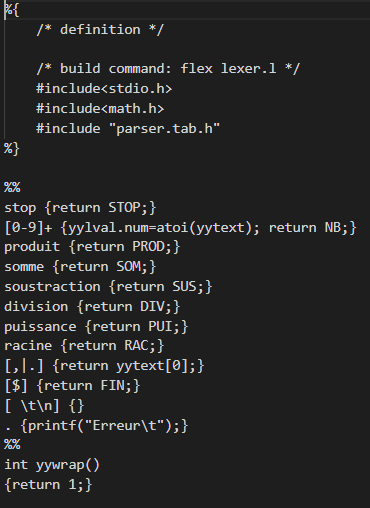 %{
    /* definition */

    /* build command: flex lexer.l */
    #include<stdio.h>
    #include<math.h>
    #include "parser.tab.h"
%}

%%
stop {return STOP;}
[0-9]+ {yylval.num=atoi(yytext); return NB;}
produit {return PROD;}
somme {return SOM;}
soustraction {return SUS;}
division {return DIV;}
puissance {return PUI;}
racine {return RAC;}
[,|.] {return yytext[0];}
[$] {return FIN;}
[ \t\n] {}
. {printf("Erreur\t");}
%%
int yywrap()
{return 1;}